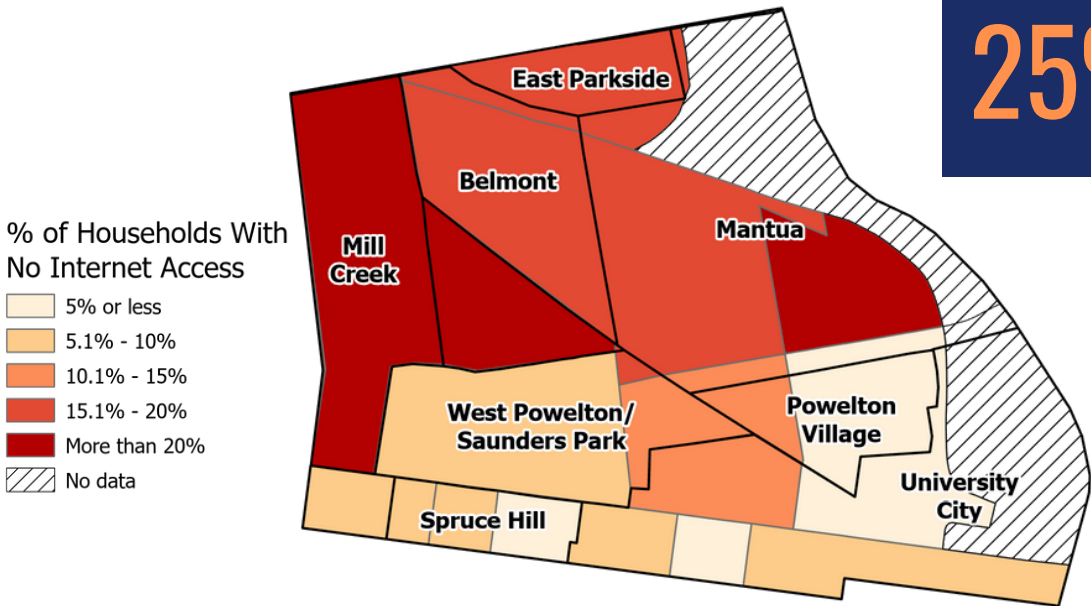 25%
East Parkside
Belmont
Mantua
Mill
Creek
% of Households With
No Internet Access
5% or less
5.1% - 10%
10.1% - 15%
15.1% - 20%
More than 20%
No data
West Powelton/
Saunders Park
Powelton
Village
University
City
Spruce Hill